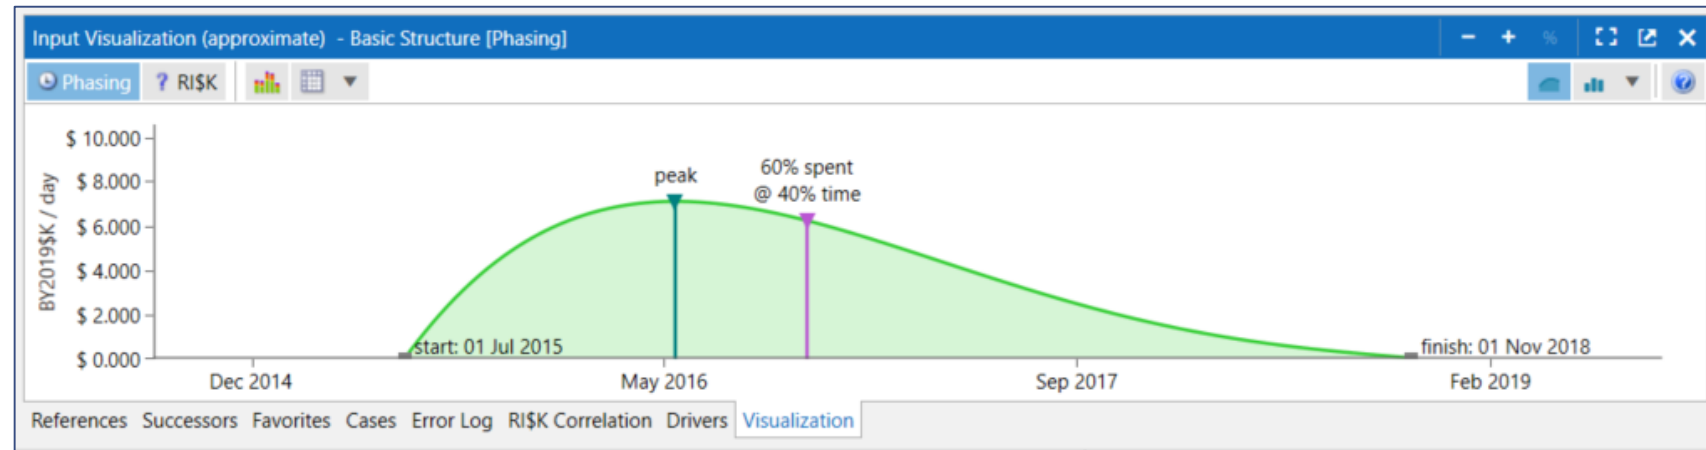 Input Visualization (approximate)  - Basic Structure [Phasing]
%
Phasing ? RI$K
?
BY2019$K / day
$ 10.000
$ 8.000
$ 6.000
$ 4.000
$ 2.000
$ 0.000
peak
60% spent
@ 40% time
start: 01 Jul 2015
finish: 01 Nov 2018
Dec 2014 May 2016 Sep 2017 Feb 2019
References Successors Favorites Cases Error Log RI$K Correlation Drivers Visualization